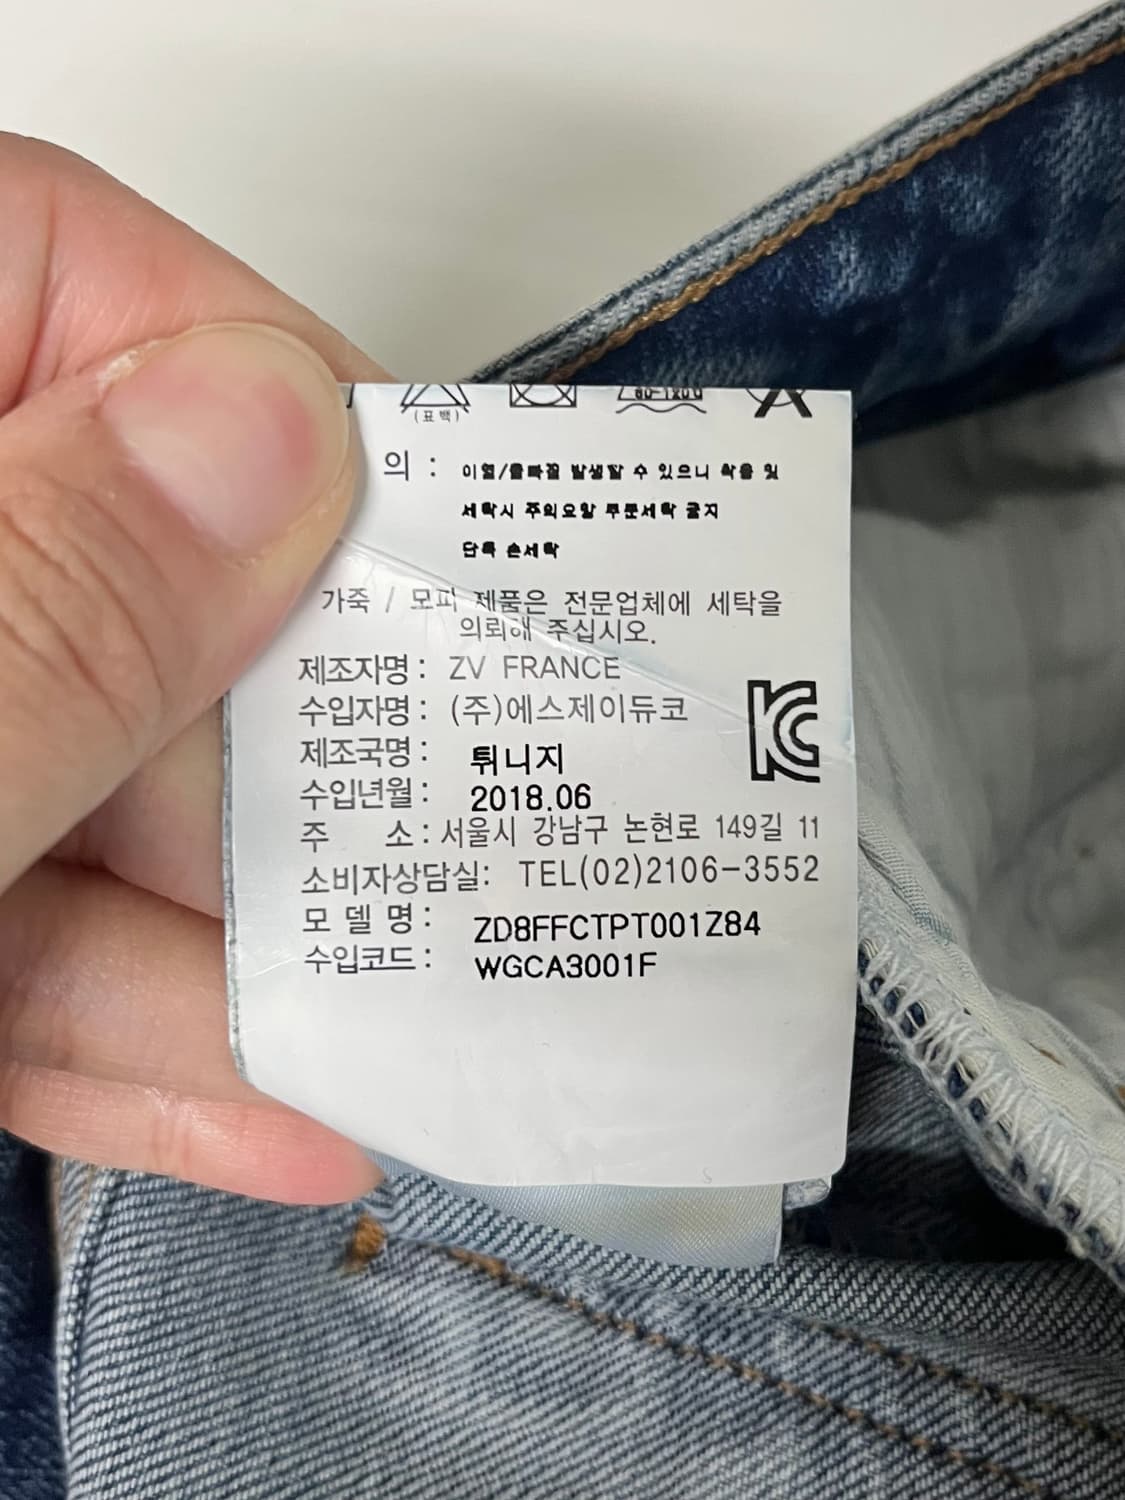 (표백)
80~120℃
의 : 이염/올빠짐 발생할 수 있으니 착용 및
세탁시 주의요망 무분세탁 금지
단독 손세탁
가죽 / 모피 제품은 전문업체에 세탁을
의뢰해 주십시오.
제조자명 : ZV FRANCE
수입자명 : (주)에스제이듀코
제조국명 : 튀니지
수입년월 : 2018.06
주 소 : 서울시 강남구 논현로 149길 11
소비자상담실: TEL(02)2106-3552
모 델 명 : ZD8FFCTPT001Z84
수입코드 : WGCA3001F
KC